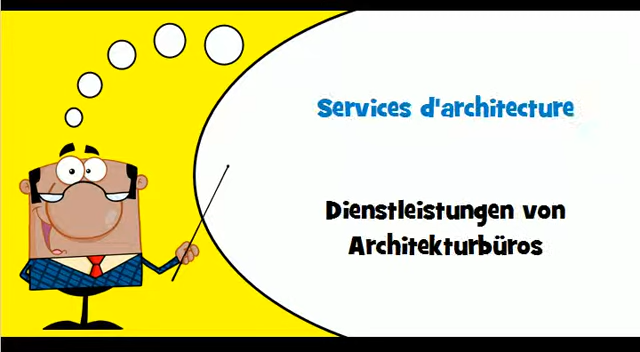 Services d'architecture
Dienstleistungen von
Architekturbüros